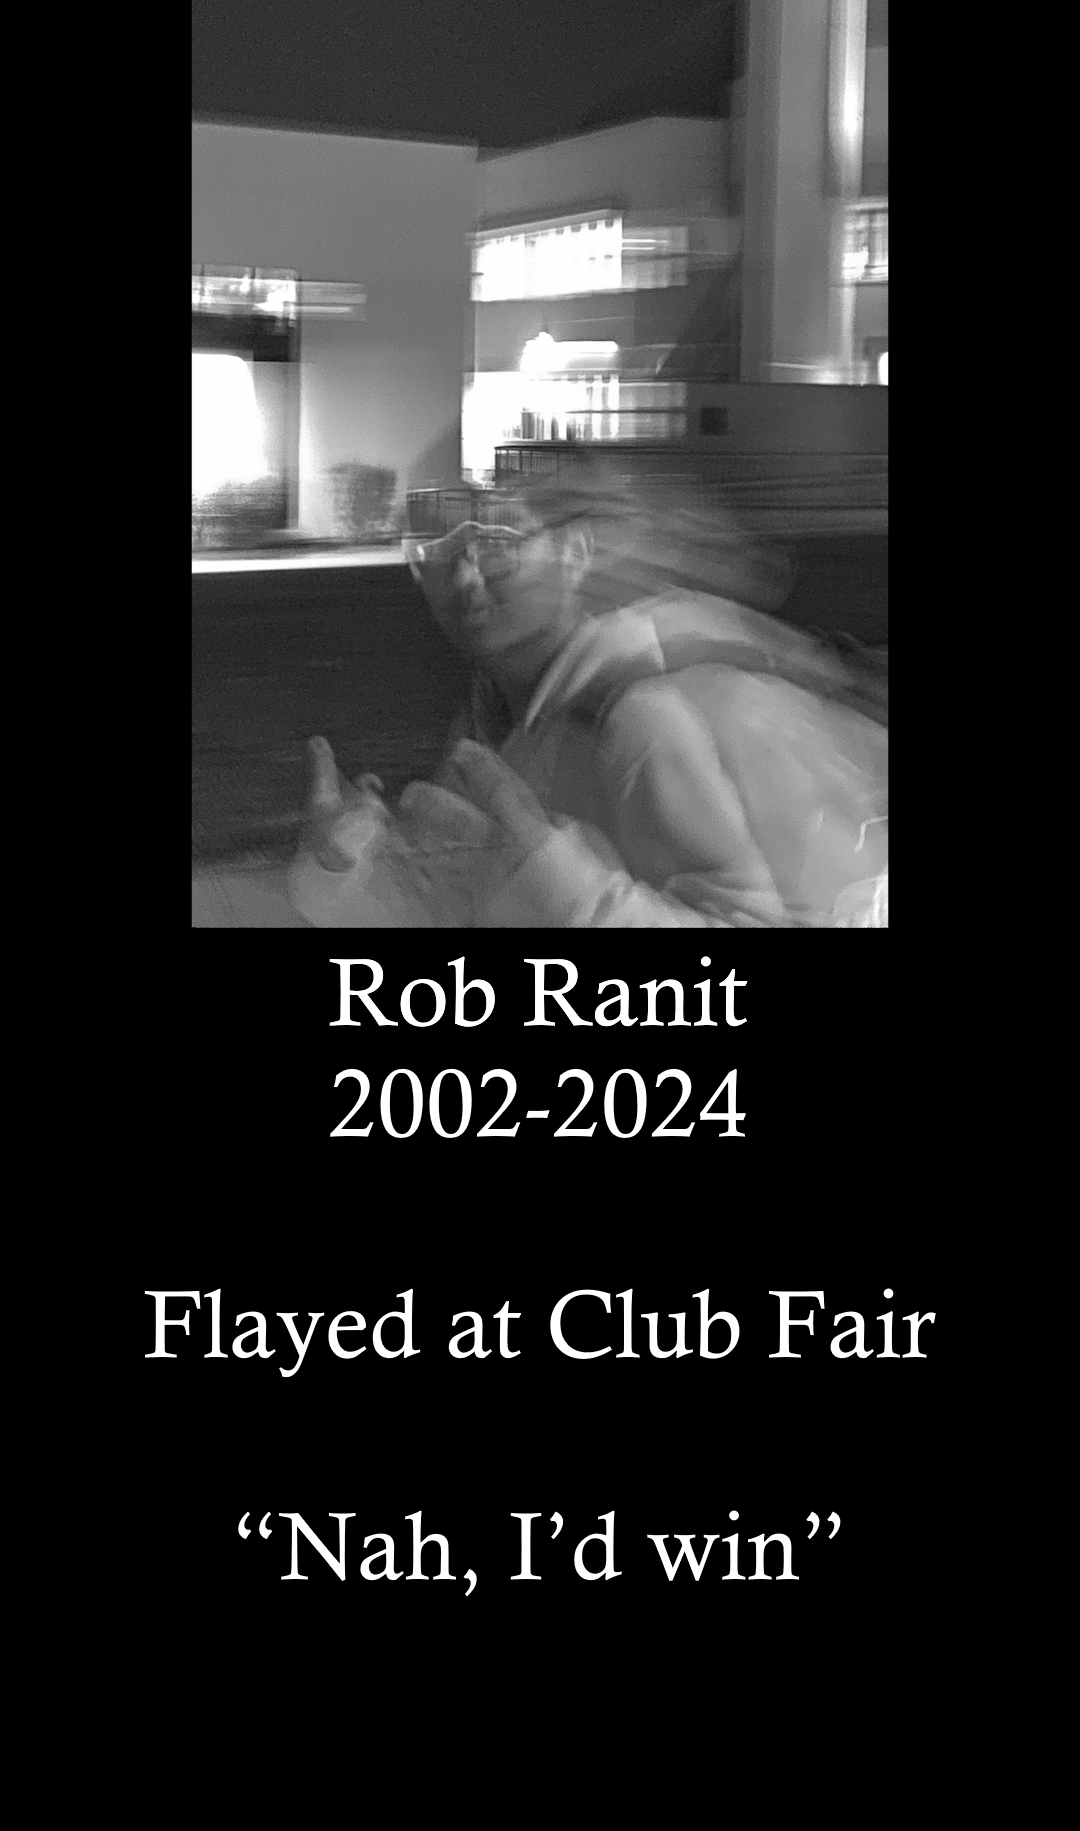 Rob Ranit
2002-2024
Flayed at Club Fair
“Nah, I’d win”